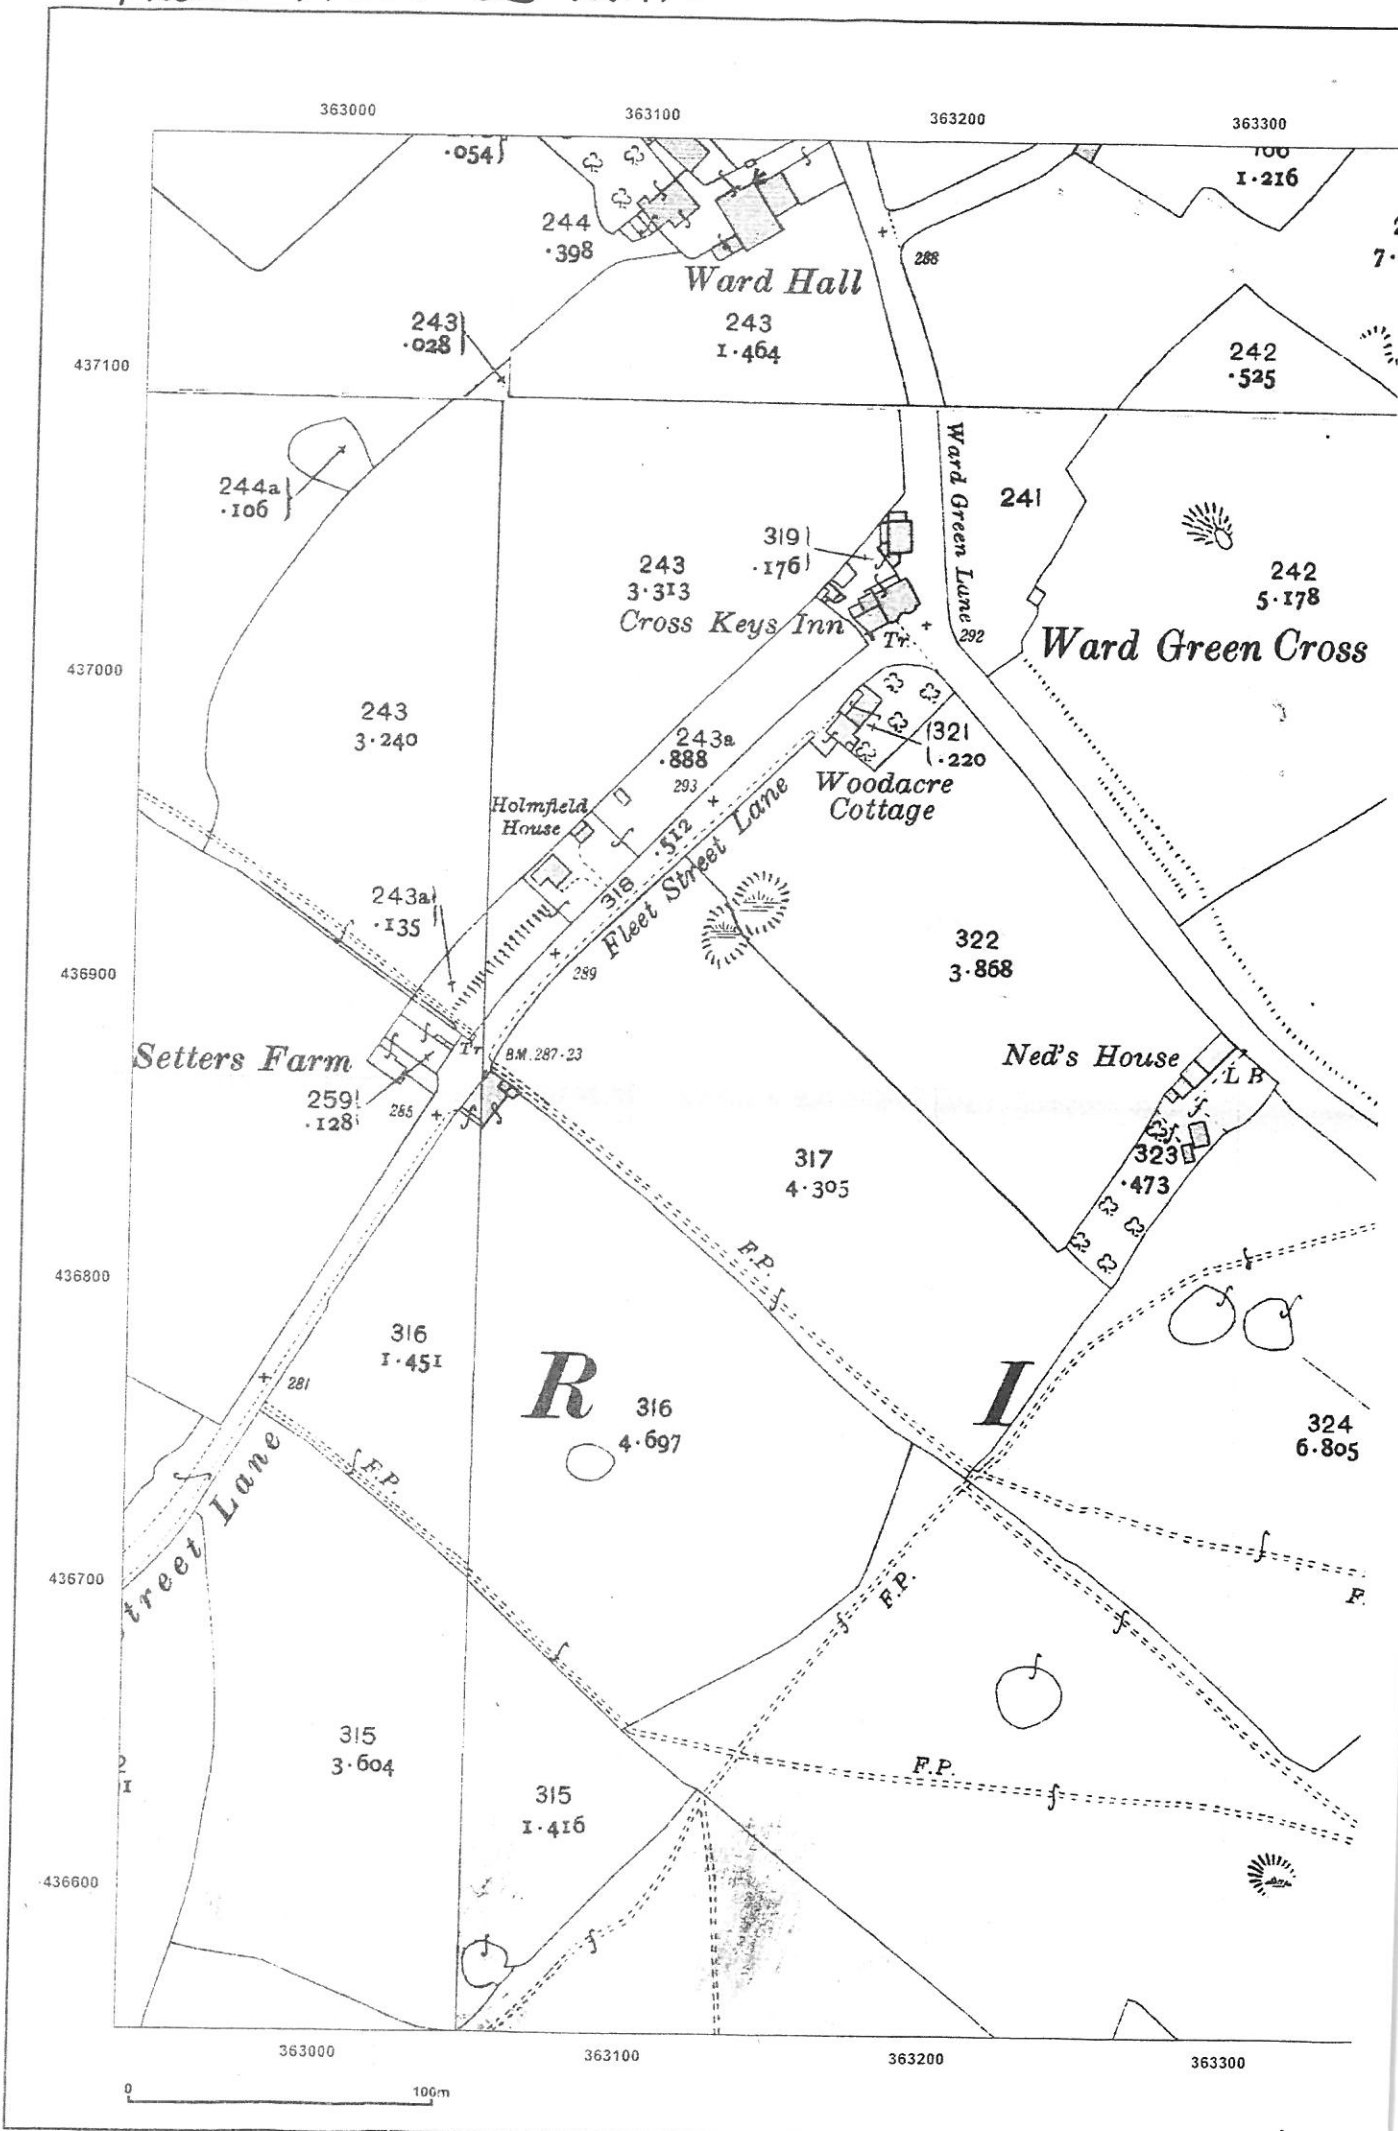 363000 363100 363200 363300
.054
1.216
244
.398
288
7.
Ward Hall
243
.028
243
1.464
242
.525
437100
Ward Green Lane
244a
.106
241
319
.176
243
3.313
242
5.178
Cross Keys Inn
Tr.
292
Ward Green Cross
437000
243
3.240
243a
.888
321
.220
293
Woodacre
Cottage
Holmfield
House
.512
318
Fleet Street Lane
243a
.135
322
3.868
436900
289
Setters Farm
Tr.
B.M. 287.23
Ned's House
L B
259
.128
285
317
4.305
323
.473
F.P.
436800
316
1.451
R
I
281
316
4.697
324
6.805
F.P.
treet Lane
436700
F.P.
F.
315
3.604
F.P.
315
1.416
436600
363000 363100 363200 363300
0 100m